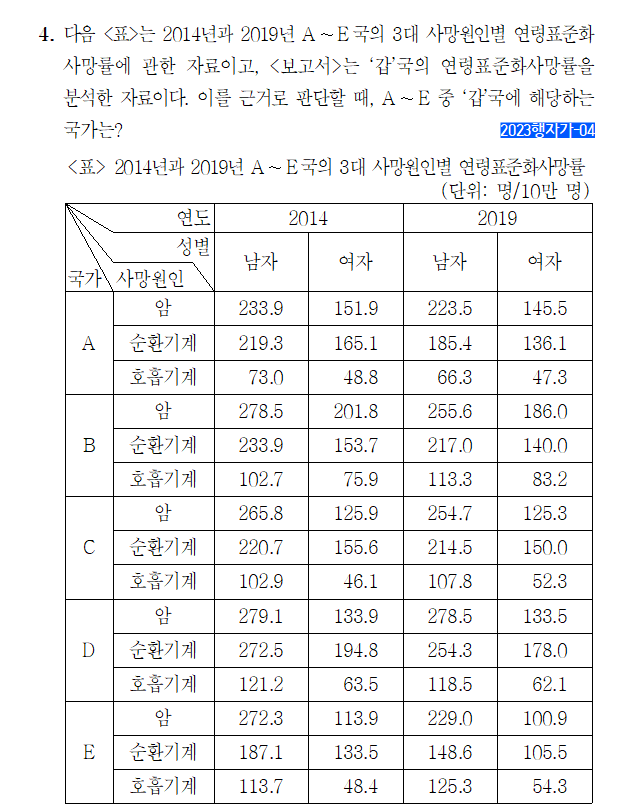 4. 다음 <표>는 2014년과 2019년 A～E국의 3대 사망원인별 연령표준화
사망률에 관한 자료이고, <보고서>는 ‘갑’국의 연령표준화사망률을
분석한 자료이다. 이를 근거로 판단할 때, A～E 중 ‘갑’국에 해당하는
국가는? 2023행자가-04
<표> 2014년과 2019년 A～E국의 3대 사망원인별 연령표준화사망률
(단위: 명/10만 명)
연도 2014 2019
성별 남자 여자 남자 여자
국가 사망원인
암 233.9 151.9 223.5 145.5
A 순환기계 219.3 165.1 185.4 136.1
호흡기계 73.0 48.8 66.3 47.3
암 278.5 201.8 255.6 186.0
B 순환기계 233.9 153.7 217.0 140.0
호흡기계 102.7 75.9 113.3 83.2
암 265.8 125.9 254.7 125.3
C 순환기계 220.7 155.6 214.5 150.0
호흡기계 102.9 46.1 107.8 52.3
암 279.1 133.9 278.5 133.5
D 순환기계 272.5 194.8 254.3 178.0
호흡기계 121.2 63.5 118.5 62.1
암 272.3 113.9 229.0 100.9
E 순환기계 187.1 133.5 148.6 105.5
호흡기계 113.7 48.4 125.3 54.3